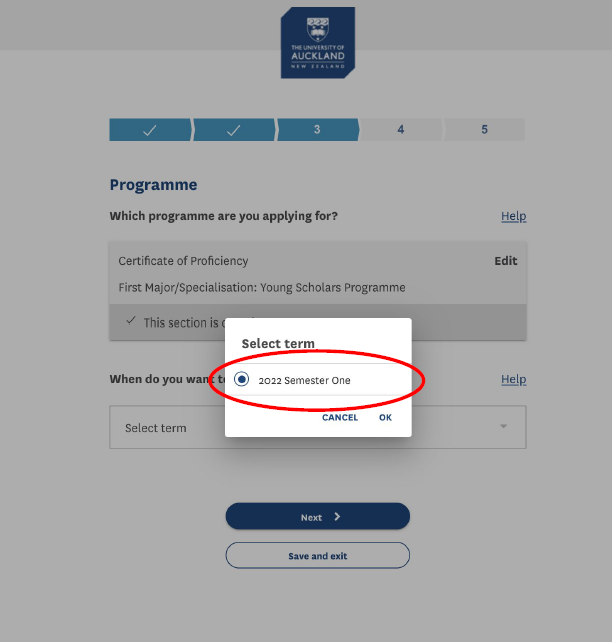 THE UNIVERSITY OF
AUCKLAND
NEW ZEALAND
3 4 5
Programme
Which programme are you applying for? Help
Certificate of Proficiency Edit
First Major/Specialisation: Young Scholars Programme
This section is
Select term
When do you want Help
2022 Semester One
CANCEL OK
Select term
Next
Save and exit